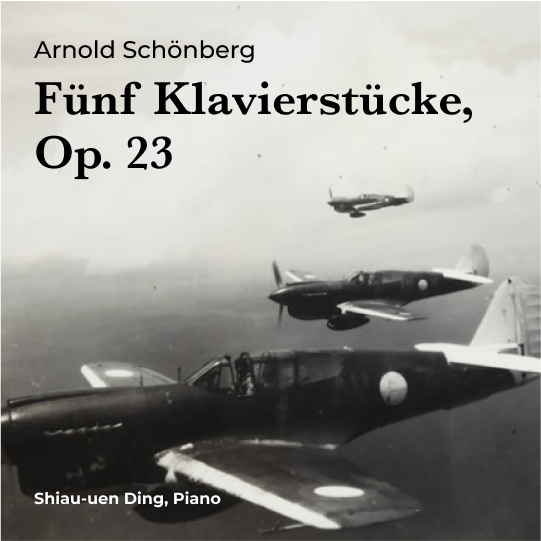 Arnold Schönberg
Fünf Klavierstücke,
Op. 23
Shiau-uen Ding, Piano